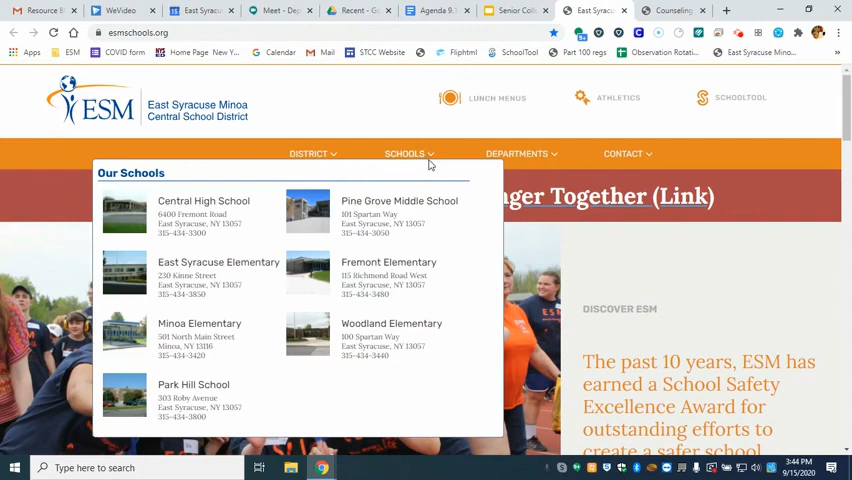 Resource B
WeVideo
East Syracu
Meet - Dep
Recent - Go
Agenda 9.1
Senior Coll
East Syracu
Counseling
esmschools.org
Apps
ESM
COVID form
Calendar
Mail
STCC Website
Fliphtml
SchoolTool
Part 100 regs
Observation Rotati...
East Syracuse Mino...
ESM
East Syracuse Minoa
Central School District
LUNCH MENUS
ATHLETICS
SCHOOLTOOL
DISTRICT
SCHOOLS
DEPARTMENTS
CONTACT
nger Together (Link)
Our Schools
Central High School
6400 Fremont Road
East Syracuse, NY 13057
315-434-3300
Pine Grove Middle School
101 Spartan Way
East Syracuse, NY 13057
315-434-3050
East Syracuse Elementary
230 Kinne Street
East Syracuse, NY 13057
315-434-3850
Fremont Elementary
115 Richmond Road West
East Syracuse, NY 13057
315-434-3480
Minoa Elementary
501 North Main Street
Minoa, NY 13116
315-434-3420
Woodland Elementary
100 Spartan Way
East Syracuse, NY 13057
315-434-3440
Park Hill School
303 Roby Avenue
East Syracuse, NY 13057
315-434-3800
DISCOVER ESM
The past 10 years, ESM has
earned a School Safety
Excellence Award for
outstanding efforts to
create a safer school
Type here to search
3:44 PM
9/15/2020